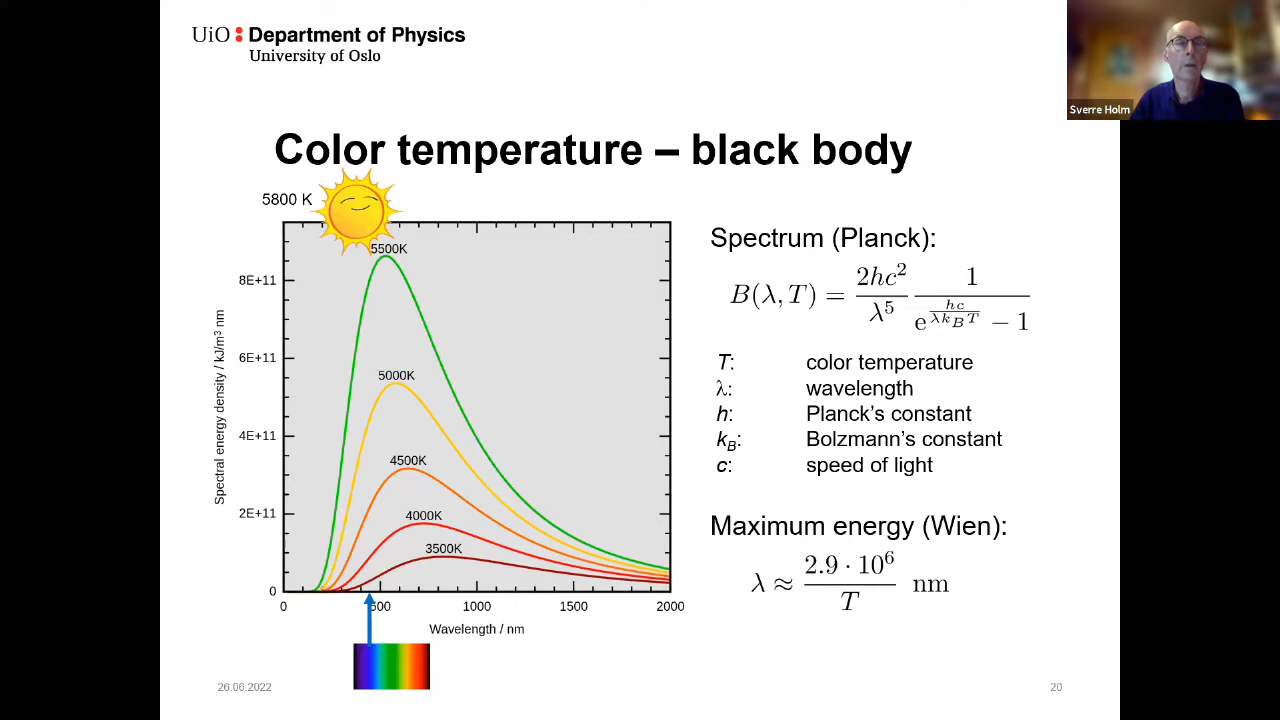 UiO Department of Physics
University of Oslo
Sverre Holm
Color temperature – black body
5800 K
5500K
5000K
4500K
4000K
3500K
8E+11
6E+11
4E+11
2E+11
0
0 500 1000 1500 2000
Spectral energy density / kJ/m³ nm
Wavelength / nm
Spectrum (Planck):
B(λ, T) = 2hc² / λ⁵ · 1 / (e^(hc / λk_BT) − 1)
T: color temperature
λ: wavelength
h: Planck's constant
k_B: Bolzmann's constant
c: speed of light
Maximum energy (Wien):
λ ≈ 2.9 · 10⁶ / T nm
26.06.2022
20